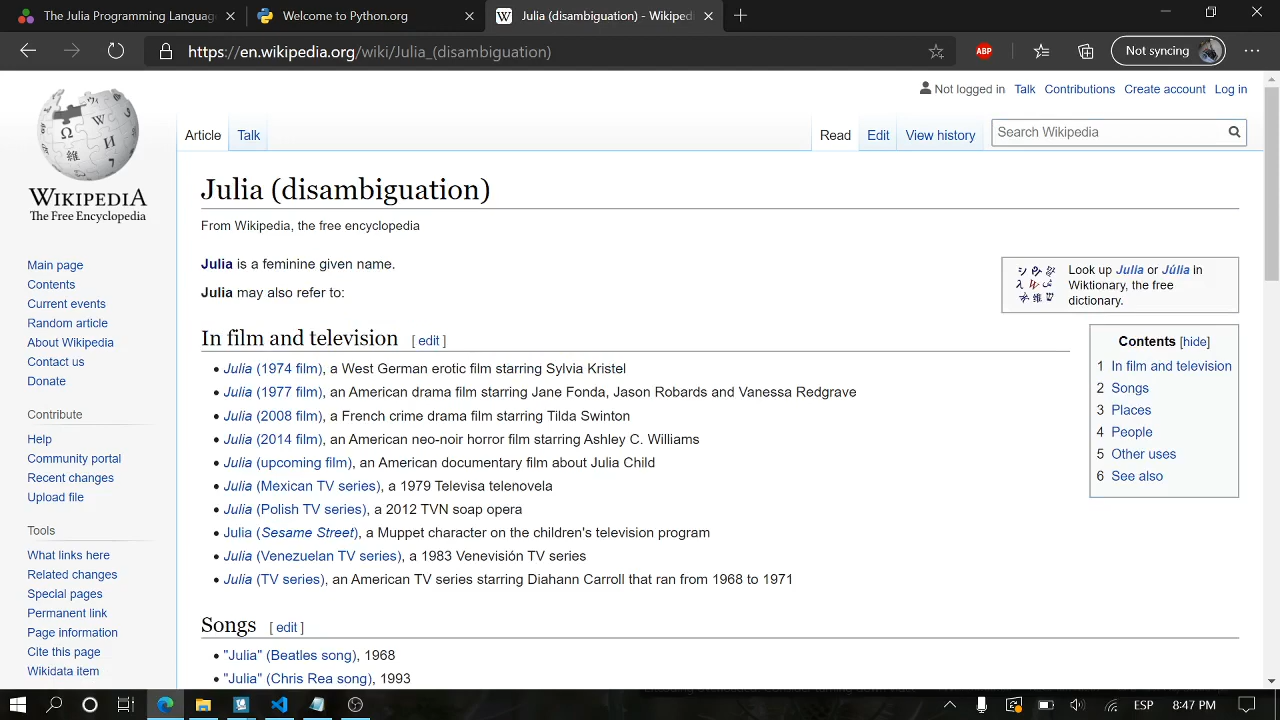 The Julia Programming Langua
Welcome to Python.org
Julia (disambiguation) - Wikiped
https://en.wikipedia.org/wiki/Julia_(disambiguation)
ABP
Not syncing
Not logged in Talk Contributions Create account Log in
Article Talk Read Edit View history Search Wikipedia
WIKIPEDIA
The Free Encyclopedia
Main page
Contents
Current events
Random article
About Wikipedia
Contact us
Donate
Contribute
Help
Community portal
Recent changes
Upload file
Tools
What links here
Related changes
Special pages
Permanent link
Page information
Cite this page
Wikidata item
Julia (disambiguation)
From Wikipedia, the free encyclopedia
Julia is a feminine given name.
Julia may also refer to:
Look up Julia or Júlia in
Wiktionary, the free
dictionary.
Contents [hide]
1 In film and television
2 Songs
3 Places
4 People
5 Other uses
6 See also
In film and television [ edit ]
• Julia (1974 film), a West German erotic film starring Sylvia Kristel
• Julia (1977 film), an American drama film starring Jane Fonda, Jason Robards and Vanessa Redgrave
• Julia (2008 film), a French crime drama film starring Tilda Swinton
• Julia (2014 film), an American neo-noir horror film starring Ashley C. Williams
• Julia (upcoming film), an American documentary film about Julia Child
• Julia (Mexican TV series), a 1979 Televisa telenovela
• Julia (Polish TV series), a 2012 TVN soap opera
• Julia (Sesame Street), a Muppet character on the children's television program
• Julia (Venezuelan TV series), a 1983 Venevisión TV series
• Julia (TV series), an American TV series starring Diahann Carroll that ran from 1968 to 1971
Songs [ edit ]
• "Julia" (Beatles song), 1968
• "Julia" (Chris Rea song), 1993
ESP 8:47 PM